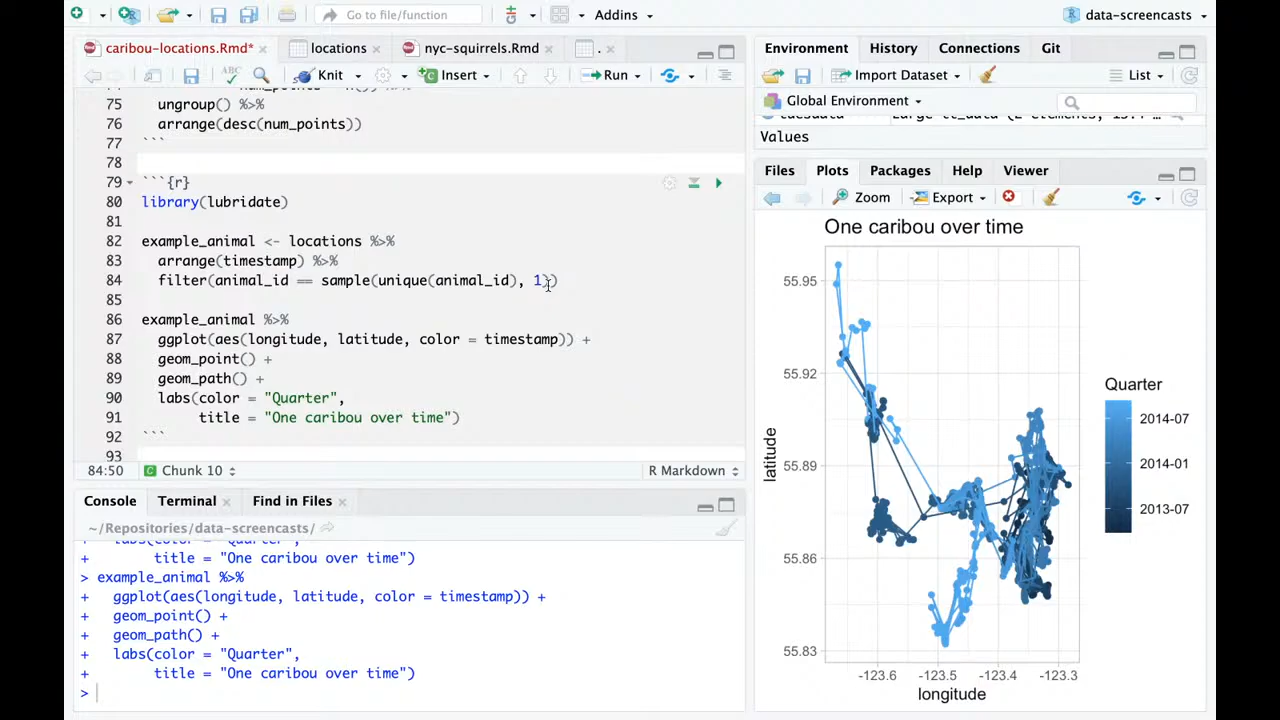 Go to file/function
Addins
data-screencasts
caribou-locations.Rmd*
locations
nyc-squirrels.Rmd
.
ABC
Knit
Insert
Run
75 ungroup() %>%
76 arrange(desc(num_points))
77 ```
78
79 ```{r}
80 library(lubridate)
81
82 example_animal <- locations %>%
83 arrange(timestamp) %>%
84 filter(animal_id == sample(unique(animal_id), 1))
85
86 example_animal %>%
87 ggplot(aes(longitude, latitude, color = timestamp)) +
88 geom_point() +
89 geom_path() +
90 labs(color = "Quarter",
91 title = "One caribou over time")
92 ```
93
84:50
Chunk 10
R Markdown
Console
Terminal
Find in Files
~/Repositories/data-screencasts/
+ labs(color = "Quarter",
+ title = "One caribou over time")
> example_animal %>%
+ ggplot(aes(longitude, latitude, color = timestamp)) +
+ geom_point() +
+ geom_path() +
+ labs(color = "Quarter",
+ title = "One caribou over time")
>
Environment
History
Connections
Git
Import Dataset
List
Global Environment
Values
Files
Plots
Packages
Help
Viewer
Zoom
Export
One caribou over time
55.95
55.92
55.89
55.86
55.83
latitude
-123.6
-123.5
-123.4
-123.3
longitude
Quarter
2014-07
2014-01
2013-07